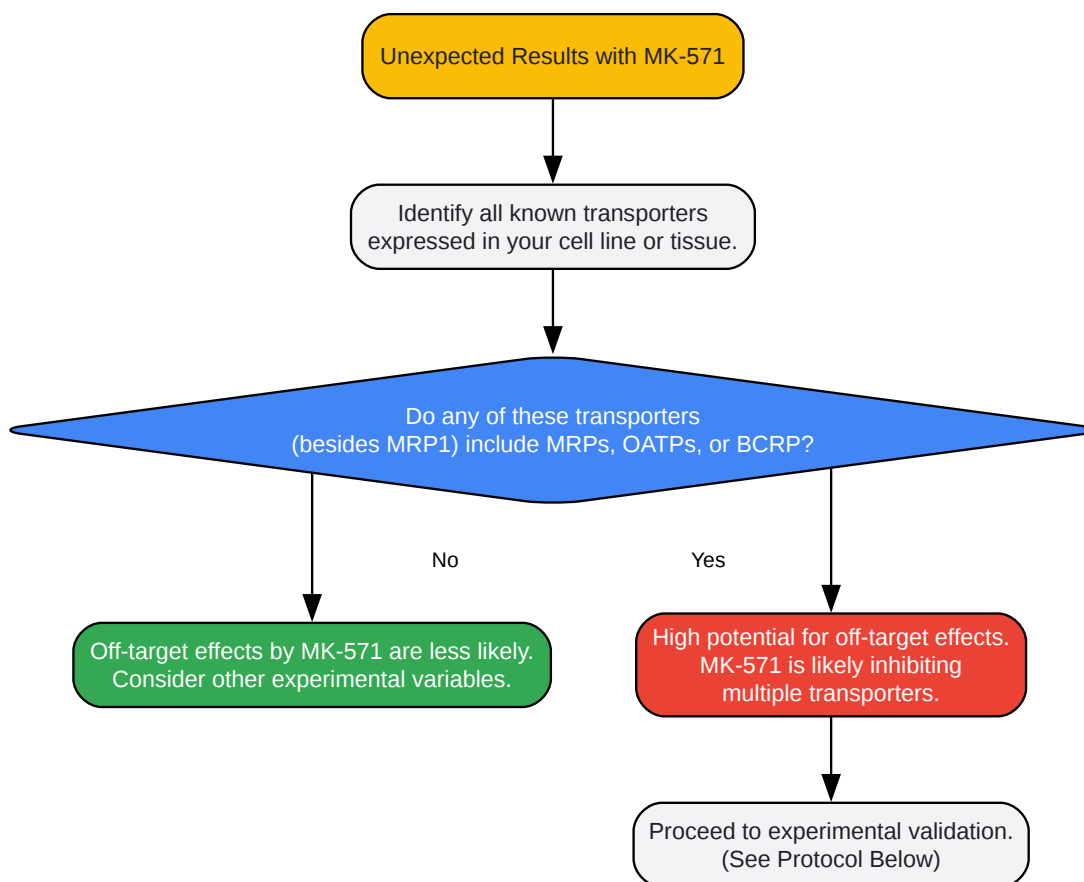 Unexpected Results with MK-571
Identify all known transporters
expressed in your cell line or tissue.
Do any of these transporters
(besides MRP1) include MRPs, OATPs, or BCRP?
No
Yes
Off-target effects by MK-571 are less likely.
Consider other experimental variables.
High potential for off-target effects.
MK-571 is likely inhibiting
multiple transporters.
Proceed to experimental validation.
(See Protocol Below)